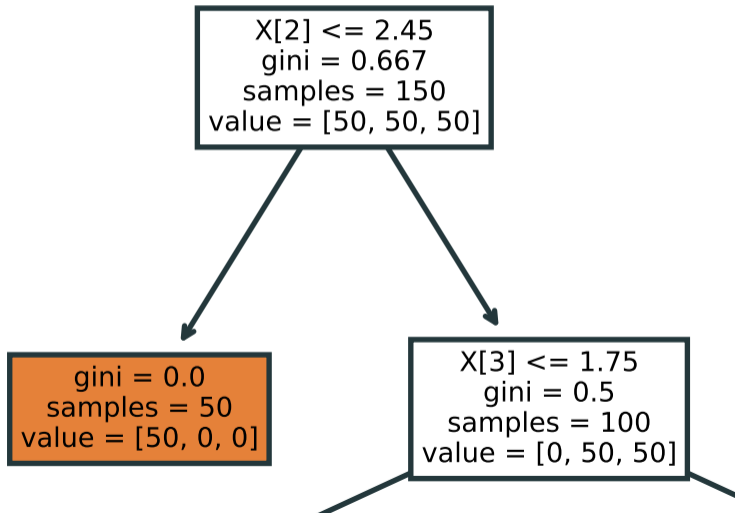 X[2] <= 2.45
gini = 0.667
samples = 150
value = [50, 50, 50]
gini = 0.0
samples = 50
value = [50, 0, 0]
X[3] <= 1.75
gini = 0.5
samples = 100
value = [0, 50, 50]